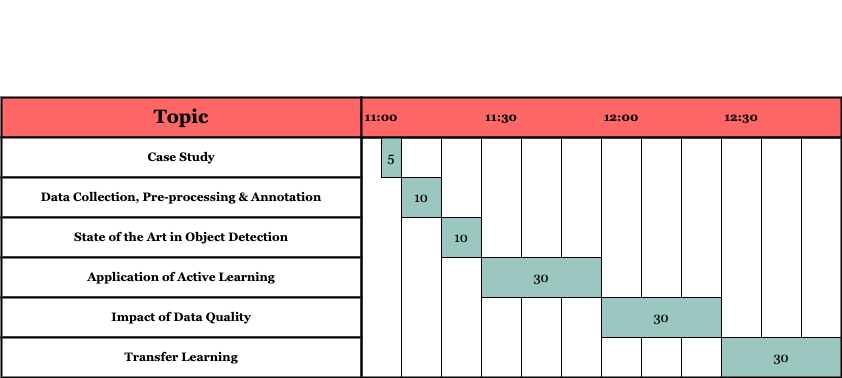 Topic 11:00 11:30 12:00 12:30
Case Study 5
Data Collection, Pre-processing & Annotation 10
State of the Art in Object Detection 10
Application of Active Learning 30
Impact of Data Quality 30
Transfer Learning 30